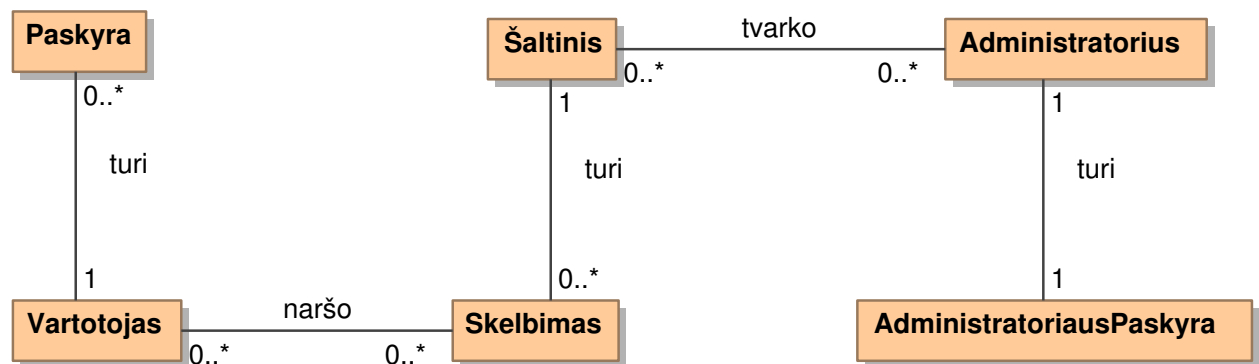 Paskyra
Šaltinis
tvarko
Administratorius
0..*
0..*
0..*
1
1
turi
turi
turi
1
0..*
1
Vartotojas
naršo
Skelbimas
AdministratoriausPaskyra
0..*
0..*